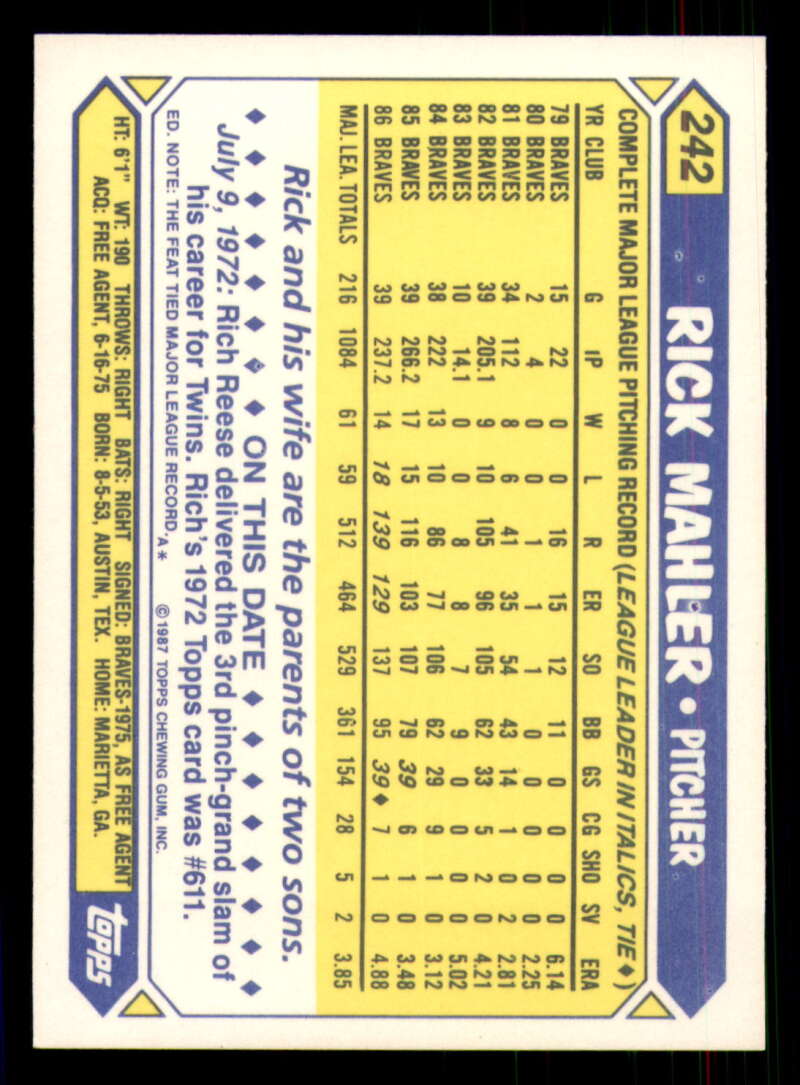 242 RICK MAHLER • PITCHER
COMPLETE MAJOR LEAGUE PITCHING RECORD (LEAGUE LEADER IN ITALICS, TIE ♦)
YR CLUB G IP W L R ER SO BB GS CG SHO SV ERA
79 BRAVES 15 22 0 0 16 15 12 11 0 0 0 0 6.14
80 BRAVES 2 4 0 0 1 1 1 0 0 0 0 0 2.25
81 BRAVES 34 112 8 6 41 35 54 43 14 1 0 2 2.81
82 BRAVES 39 205.1 9 10 105 96 105 62 33 5 2 0 4.21
83 BRAVES 10 14.1 0 0 8 8 7 9 0 0 0 0 5.02
84 BRAVES 38 222 13 10 86 77 106 62 29 9 1 0 3.12
85 BRAVES 39 266.2 17 15 116 103 107 79 39 6 1 0 3.48
86 BRAVES 39 237.2 14 18 139 129 137 95 39♦ 7 1 0 4.88
MAJ. LEA. TOTALS 216 1084 61 59 512 464 529 361 154 28 5 2 3.85
Rick and his wife are the parents of two sons.
♦ ♦ ♦ ♦ ♦ ♦ ♦ ♦ ON THIS DATE ♦ ♦ ♦ ♦ ♦ ♦ ♦ ♦
July 9, 1972: Rich Reese delivered the 3rd pinch-grand slam of
his career for Twins. Rich's 1972 Topps card was #611.
ED. NOTE: THE FEAT TIED MAJOR LEAGUE RECORD. A* ©1987 TOPPS CHEWING GUM, INC.
HT: 6'1" WT: 190 THROWS: RIGHT BATS: RIGHT SIGNED: BRAVES-1975, AS FREE AGENT
ACQ: FREE AGENT, 6-16-75 BORN: 8-5-53, AUSTIN, TEX. HOME: MARIETTA, GA.
topps